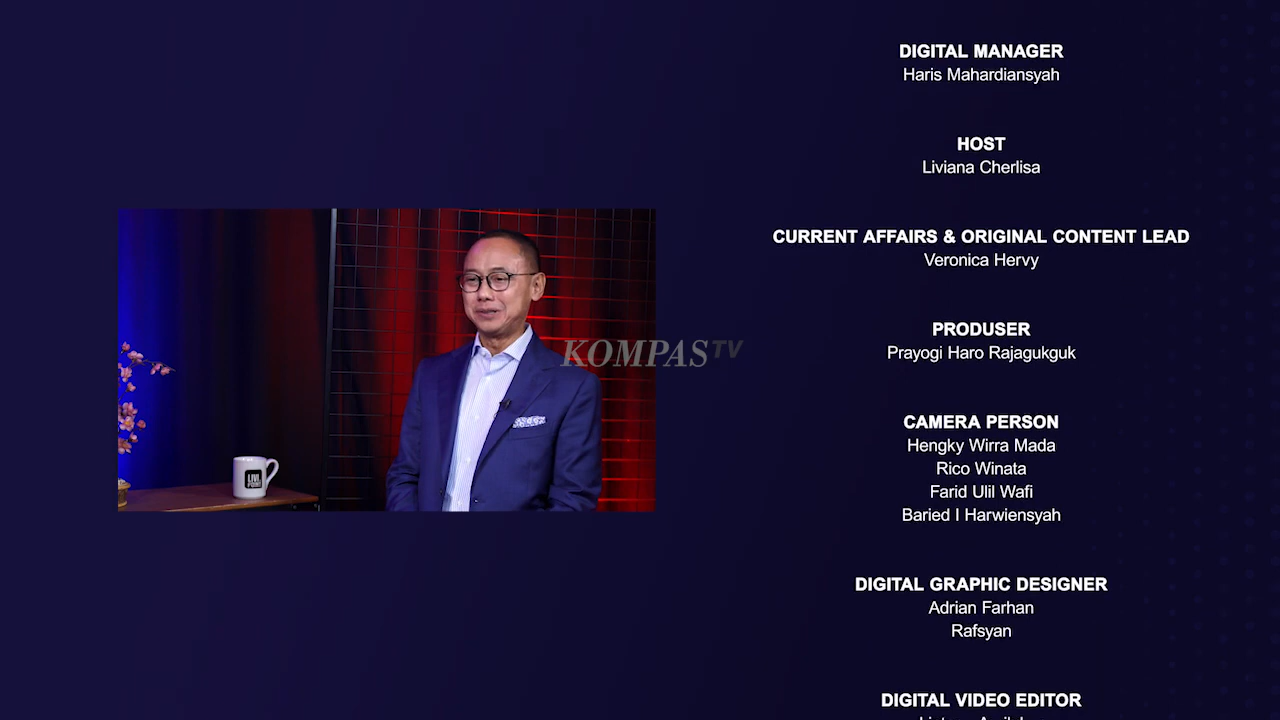 DIGITAL MANAGER
Haris Mahardiansyah
HOST
Liviana Cherlisa
CURRENT AFFAIRS & ORIGINAL CONTENT LEAD
Veronica Hervy
PRODUSER
Prayogi Haro Rajagukguk
CAMERA PERSON
Hengky Wirra Mada
Rico Winata
Farid Ulil Wafi
Baried I Harwiensyah
DIGITAL GRAPHIC DESIGNER
Adrian Farhan
Rafsyan
DIGITAL VIDEO EDITOR
KOMPASTV
LIVI